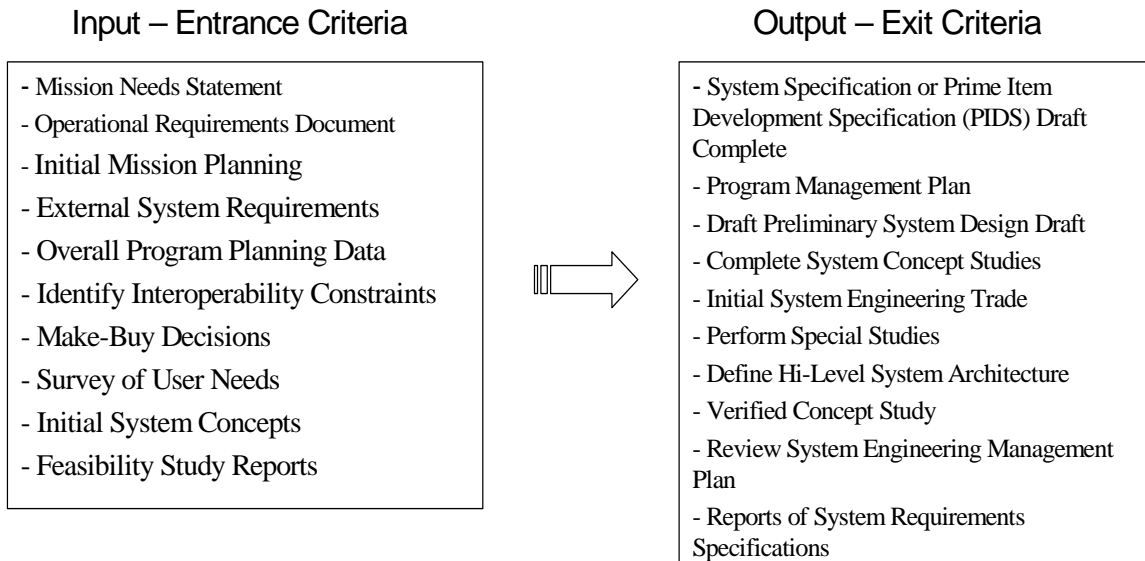 Input – Entrance Criteria
- Mission Needs Statement
- Operational Requirements Document
- Initial Mission Planning
- External System Requirements
- Overall Program Planning Data
- Identify Interoperability Constraints
- Make-Buy Decisions
- Survey of User Needs
- Initial System Concepts
- Feasibility Study Reports
Output – Exit Criteria
- System Specification or Prime Item
Development Specification (PIDS) Draft
Complete
- Program Management Plan
- Draft Preliminary System Design Draft
- Complete System Concept Studies
- Initial System Engineering Trade
- Perform Special Studies
- Define Hi-Level System Architecture
- Verified Concept Study
- Review System Engineering Management
Plan
- Reports of System Requirements
Specifications